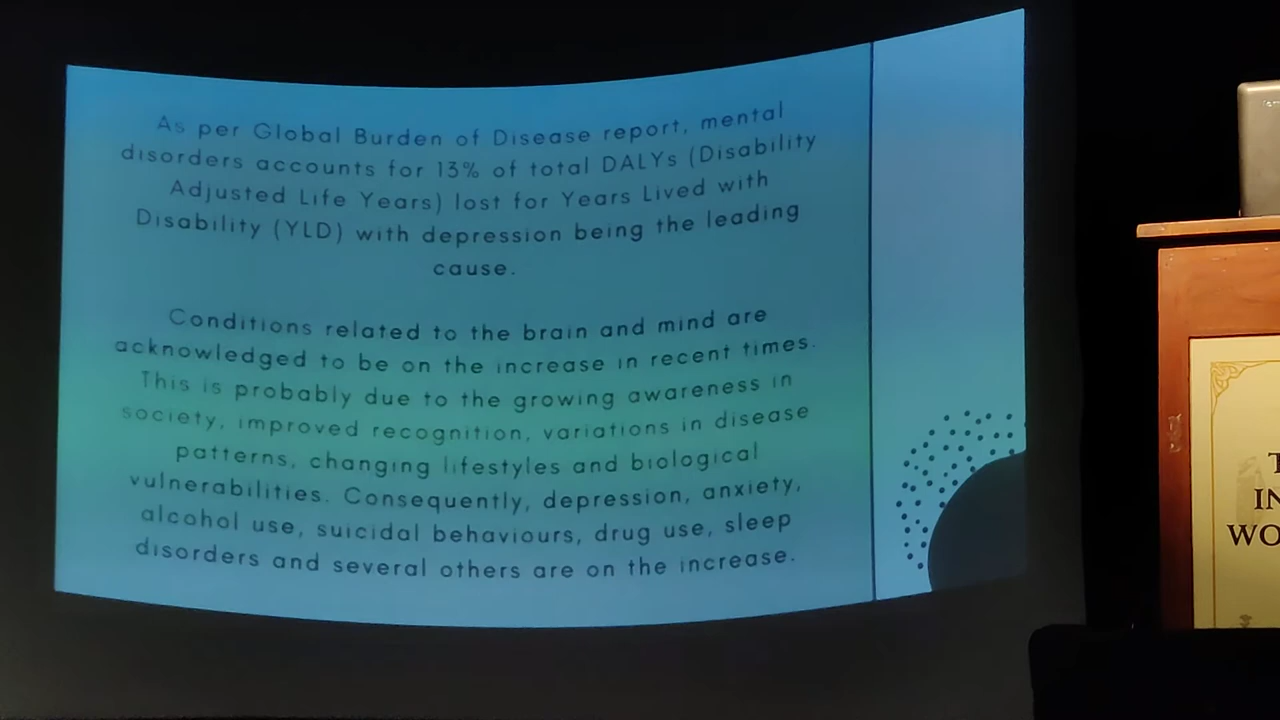 As per Global Burden of Disease report, mental
disorders accounts for 13% of total DALYs (Disability
Adjusted Life Years) lost for Years Lived with
Disability (YLD) with depression being the leading
cause.
Conditions related to the brain and mind are
acknowledged to be on the increase in recent times.
This is probably due to the growing awareness in
society, improved recognition, variations in disease
patterns, changing lifestyles and biological
vulnerabilities. Consequently, depression, anxiety,
alcohol use, suicidal behaviours, drug use, sleep
disorders and several others are on the increase.